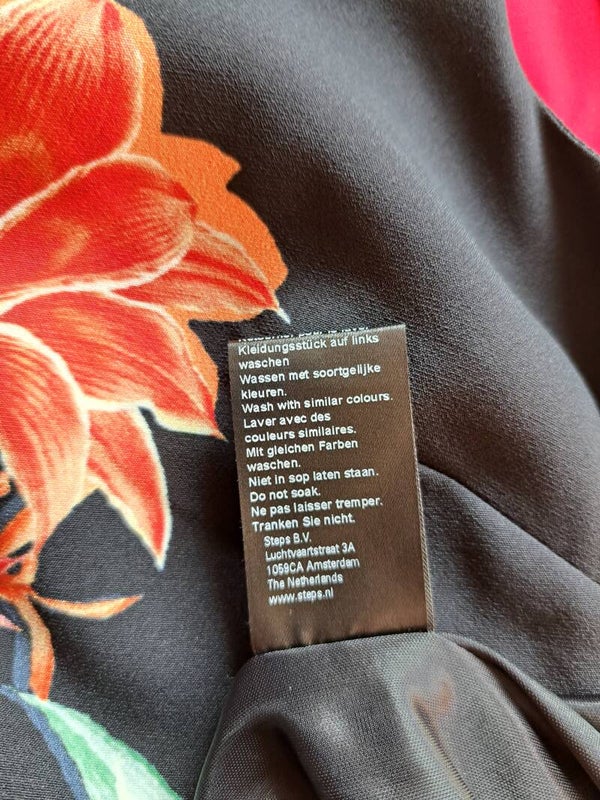 Kleidungsstück auf links
waschen
Wassen met soortgelijke
kleuren.
Wash with similar colours.
Laver avec des
couleurs similaires.
Mit gleichen Farben
waschen.
Niet in sop laten staan.
Do not soak.
Ne pas laisser tremper.
Tranken Sie nicht.
Steps B.V.
Luchtvaartstraat 3A
1059CA Amsterdam
The Netherlands
www.steps.nl